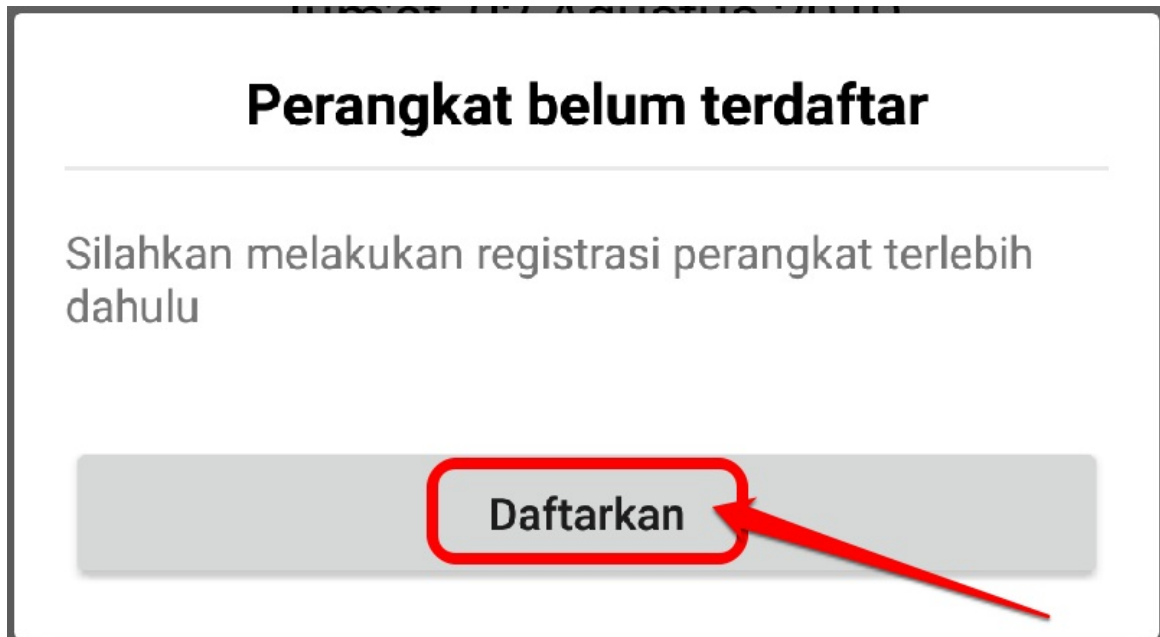 Perangkat belum terdaftar
Silahkan melakukan registrasi perangkat terlebih
dahulu
Daftarkan